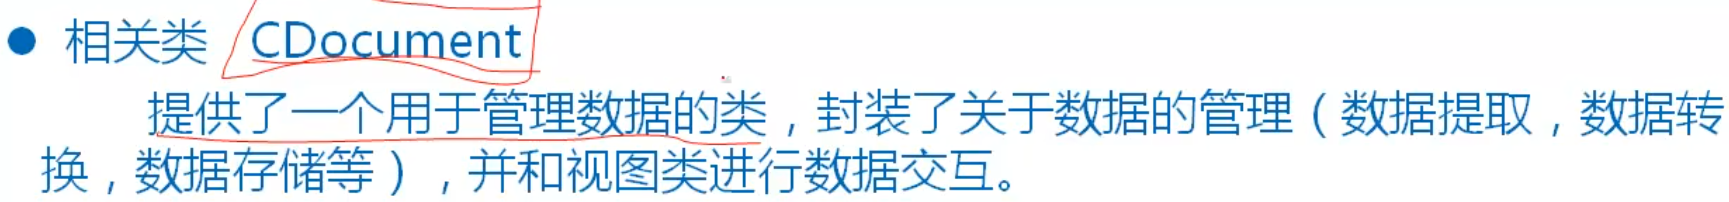 ● 相关类 CDocument
提供了一个用于管理数据的类，封装了关于数据的管理（数据提取，数据转
换，数据存储等），并和视图类进行数据交互。